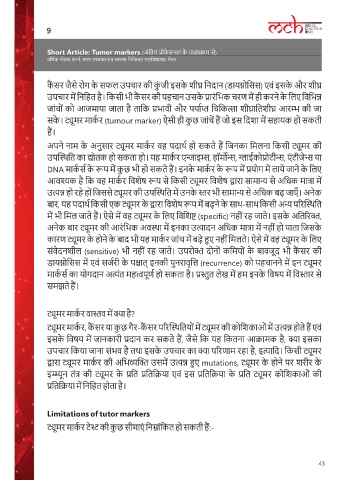 9
mch
Short Article: Tumor markers (अंतिम प्रोफेशनल के पाठ्यक्रम से)
कैंसर जैसे रोग के सफल उपचार की कुंजी इसके शीघ्र निदान (डायग्नोसिस) एवं इसके और शीघ्र
उपचार में निहित है। किसी भी कैंसर की पहचान उसके प्रारंभिक चरण में ही करने के लिए विभिन्न
जांचों को आजमाया जाता है ताकि प्रभावी और पर्याप्त चिकित्सा शीघ्रातिशीघ्र आरम्भ की जा
सके। ट्यूमर मार्कर (tumour marker) ऐसी ही कुछ जांचें हैं जो इस दिशा में सहायक हो सकती
हैं।
अपने नाम के अनुसार ट्यूमर मार्कर वह पदार्थ हो सकते हैं जिनका मिलना किसी ट्यूमर की
उपस्थिति का द्योतक हो सकता हो। यह मार्कर एन्जाइम्स, हॉर्मोन्स, ग्लाईकोप्रोटीन्स, एंटीजेन्स या
DNA मार्कर्स के रूप में कुछ भी हो सकते हैं। इनके मार्कर के रूप में प्रयोग में लाये जाने के लिए
आवश्यक है कि वह मार्कर विशेष रूप से किसी ट्यूमर विशेष द्वारा सामान्य से अधिक मात्रा में
उत्पन्न हो रहे हों जिससे ट्यूमर की उपस्थिति में उनके स्तर भी सामान्य से अधिक बढ़ जाएँ। अनेक
बार, यह पदार्थ किसी एक ट्यूमर के द्वारा विशेष रूप में बढ़ने के साथ-साथ किसी अन्य परिस्थिति
में भी मिल जाते हैं। ऐसे में वह ट्यूमर के लिए विशिष्ट (specific) नहीं रह जाते। इसके अतिरिक्त,
अनेक बार ट्यूमर की आरंभिक अवस्था में इनका उत्पादन अधिक मात्रा में नहीं हो पाता जिसके
कारण ट्यूमर के होने के बाद भी यह मार्कर जांच में बढ़े हुए नहीं मिलते। ऐसे में वह ट्यूमर के लिए
संवेदनशील (sensitive) भी नहीं रह जाते। उपरोक्त दोनों कमियों के बावजूद भी कैंसर की
डायग्नोसिस में एवं सर्जरी के पश्चात् इनकी पुनरावृत्ति (recurrence) को पहचानने में इन ट्यूमर
मार्कर्स का योगदान अत्यंत महत्वपूर्ण हो सकता है। प्रस्तुत लेख में हम इनके विषय में विस्तार से
समझते हैं।
ट्यूमर मार्कर वास्तव में क्या है?
ट्यूमर मार्कर, कैंसर या कुछ गैर-कैंसर परिस्थितियों में ट्यूमर की कोशिकाओं में उत्पन्न होते हैं एवं
इसके विषय में जानकारी प्रदान कर सकते हैं, जैसे कि यह कितना आक्रामक है, क्या इसका
उपचार किया जाना संभव है तथा इसके उपचार का क्या परिणाम रहा है, इत्यादि। किसी ट्यूमर
द्वारा ट्यूमर मार्कर की अभिव्यक्ति उसमें उत्पन्न हुए mutations, ट्यूमर के होने पर शरीर के
इम्म्यून तंत्र की ट्यूमर के प्रति प्रतिक्रिया एवं इस प्रतिक्रिया के प्रति ट्यूमर कोशिकाओं की
प्रतिक्रिया में निहित होता है।
Limitations of tutor markers
ट्यूमर मार्कर टेस्ट की कुछ सीमाएं निम्नांकित हो सकती हैं:-
43